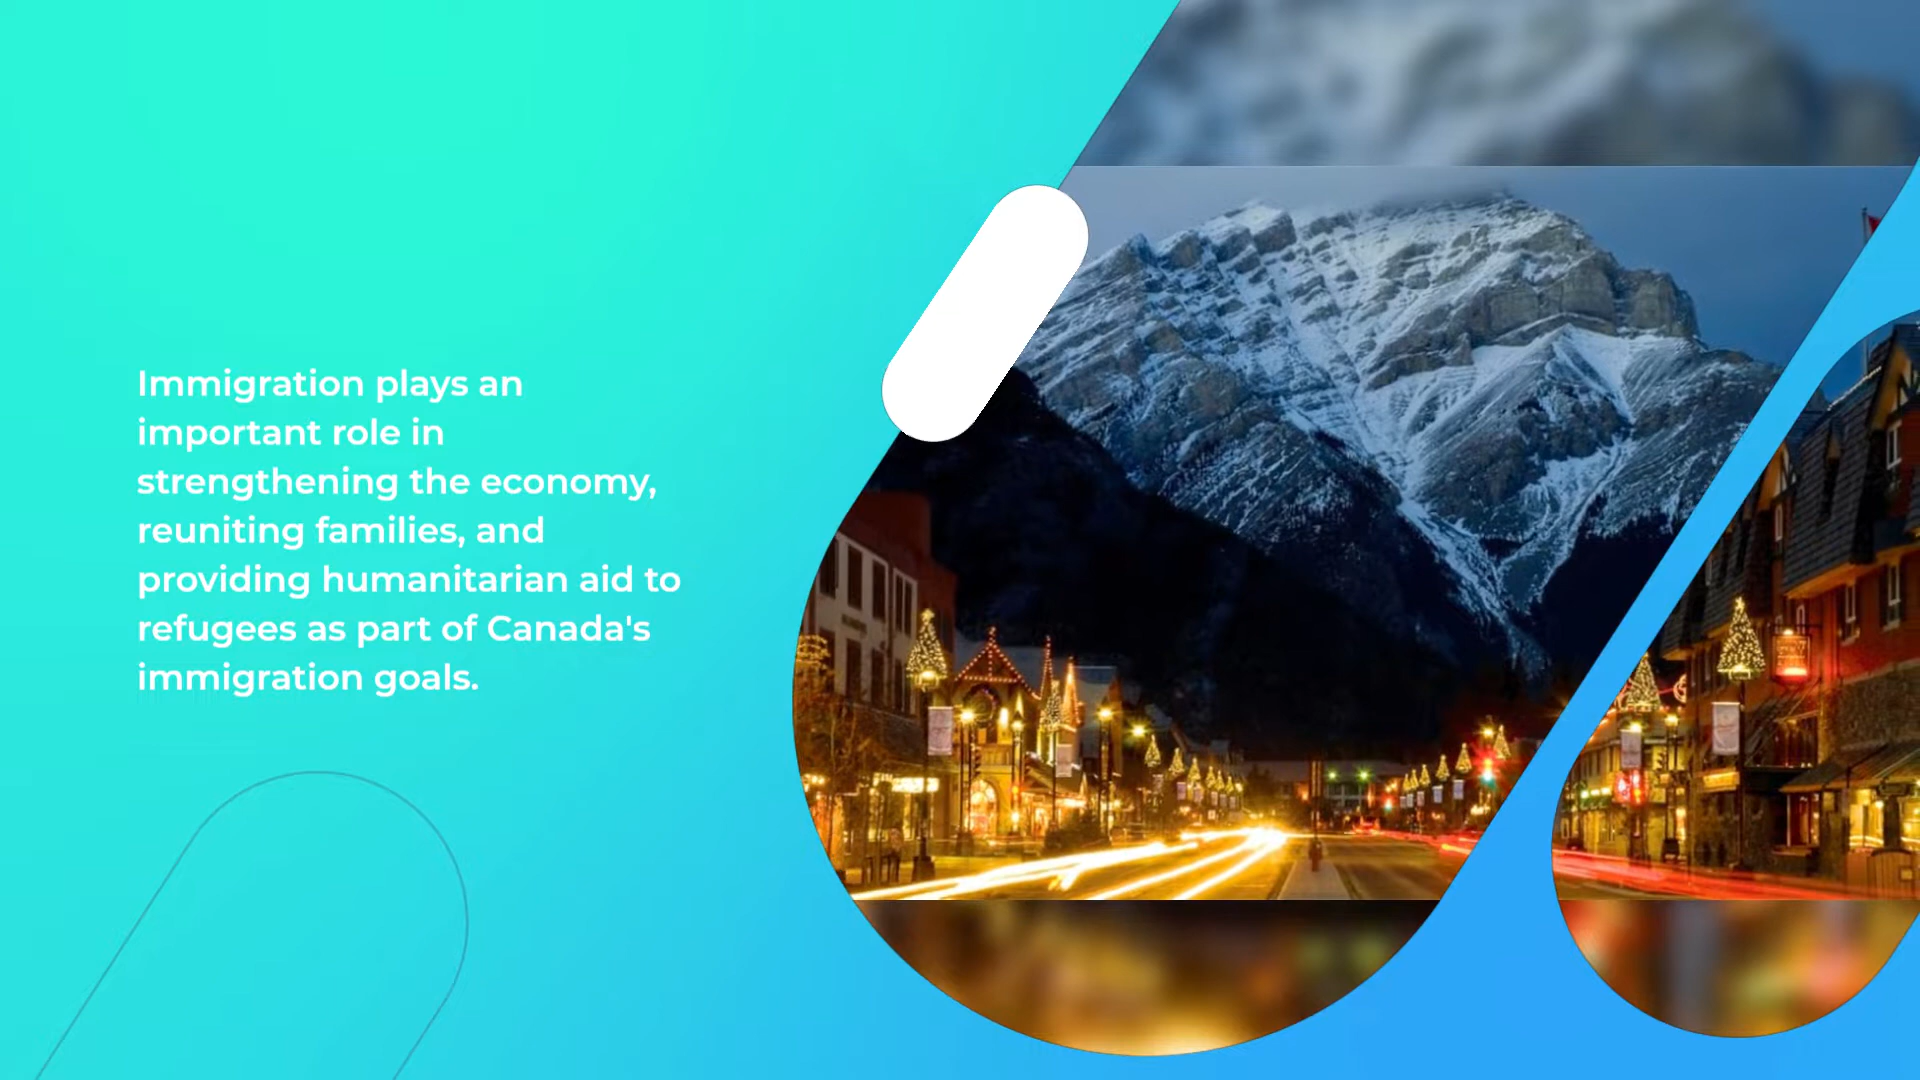 Immigration plays an
important role in
strengthening the economy,
reuniting families, and
providing humanitarian aid to
refugees as part of Canada's
immigration goals.